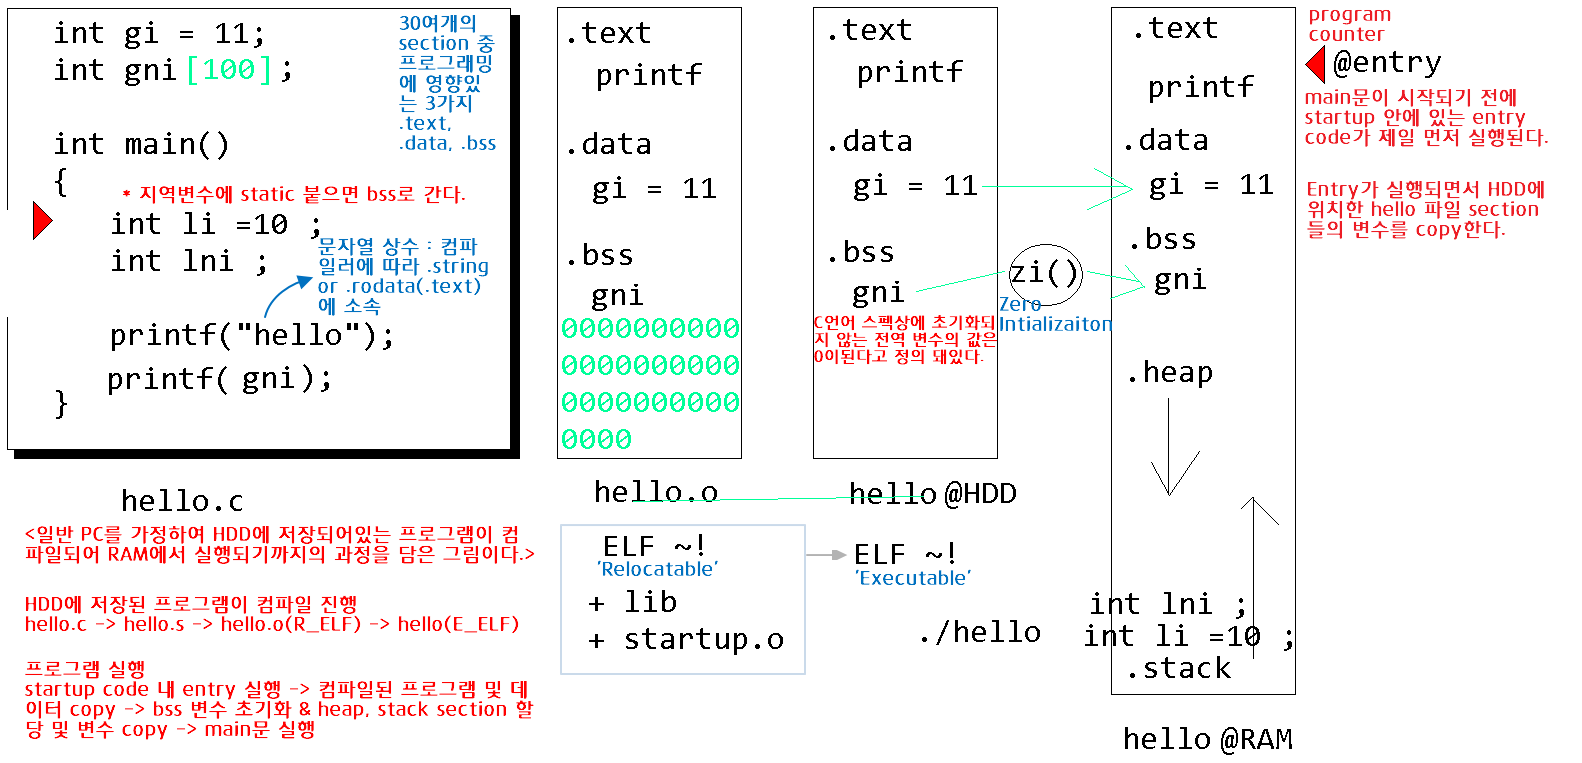 int gi = 11;
int gni[100];
int main()
{
* 지역변수에 static 붙으면 bss로 간다.
int li =10 ;
int lni ;
printf("hello");
printf( gni );
}
30여개의
section 중
프로그래밍
에 영향있
는 3가지
.text,
.data, .bss
문자열 상수 : 컴파
일러에 따라 .string
or .rodata(.text)
에 소속
hello.c
<일반 PC를 가정하여 HDD에 저장되어있는 프로그램이 컴
파일되어 RAM에서 실행되기까지의 과정을 담은 그림이다.>
HDD에 저장된 프로그램이 컴파일 진행
hello.c -> hello.s -> hello.o(R_ELF) -> hello(E_ELF)
프로그램 실행
startup code 내 entry 실행 -> 컴파일된 프로그램 및 데
이터 copy -> bss 변수 초기화 & heap, stack section 할
당 및 변수 copy -> main문 실행
.text
printf
.data
gi = 11
.bss
gni
0000000000
0000000000
0000000000
0000
hello.o
ELF ~!
'Relocatable'
+ lib
+ startup.o
.text
printf
.data
gi = 11
.bss
gni
C언어 스펙상에 초기화되
지 않는 전역 변수의 값은
0이된다고 정의 돼있다.
hello @HDD
ELF ~!
'Executable'
./hello
zi()
Zero
Intializaiton
.text
printf
.data
gi = 11
.bss
gni
.heap
int lni ;
int li =10 ;
.stack
hello @RAM
program
counter
@entry
main문이 시작되기 전에
startup 안에 있는 entry
code가 제일 먼저 실행된다.
Entry가 실행되면서 HDD에
위치한 hello 파일 section
들의 변수를 copy한다.